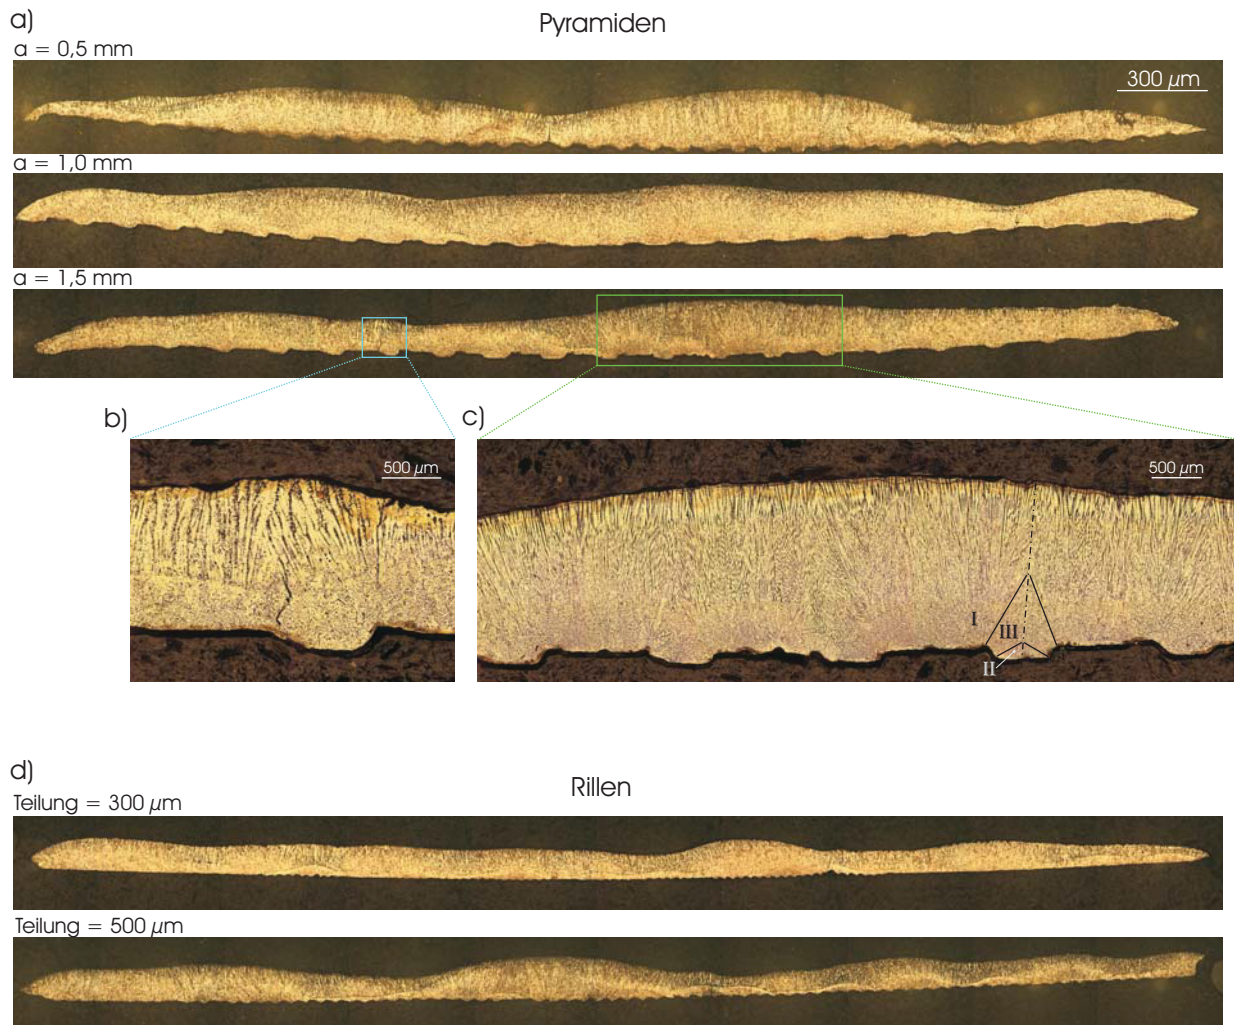 a)
Pyramiden
a = 0,5 mm
300 µm
a = 1,0 mm
a = 1,5 mm
b)
c)
500 µm
500 µm
I
III
II
d)
Rillen
Teilung = 300 µm
Teilung = 500 µm